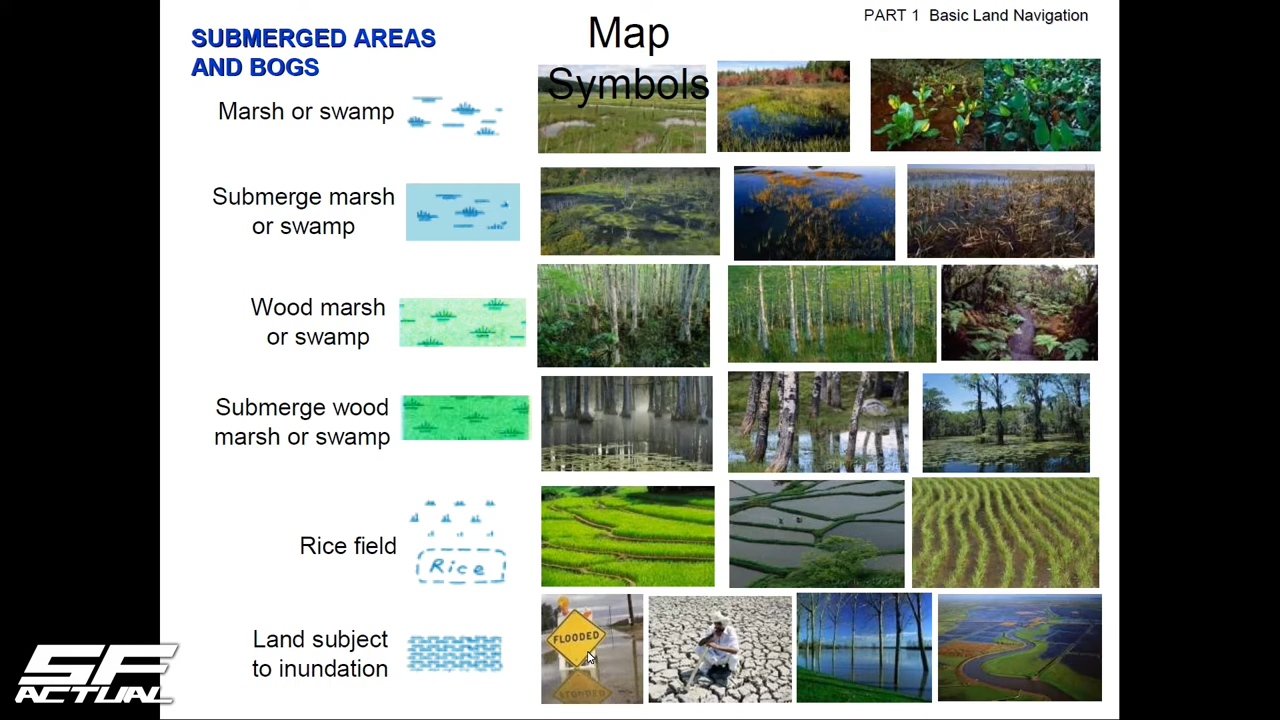 PART 1 Basic Land Navigation
Map
Symbols
SUBMERGED AREAS
AND BOGS
Marsh or swamp
Submerge marsh
or swamp
Wood marsh
or swamp
Submerge wood
marsh or swamp
Rice field
Rice
Land subject
to inundation
FLOODED
SF
ACTUAL